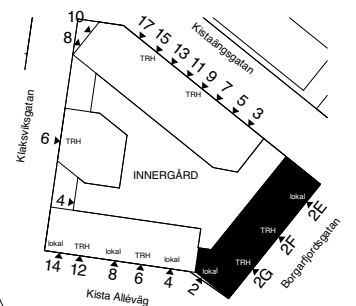 10
8
17
15
13
11
9
7
5
3
TRH
TRH
Kistaängsgatan
Klaksviksgatan
6
TRH
INNERGÅRD
4
lokal
TRH
lokal
TRH
lokal
lokal
14
12
8
6
4
2
Kista Alléväg
lokal
TRH
TRH
2E
2F
2G
Borgarfjordsgatan